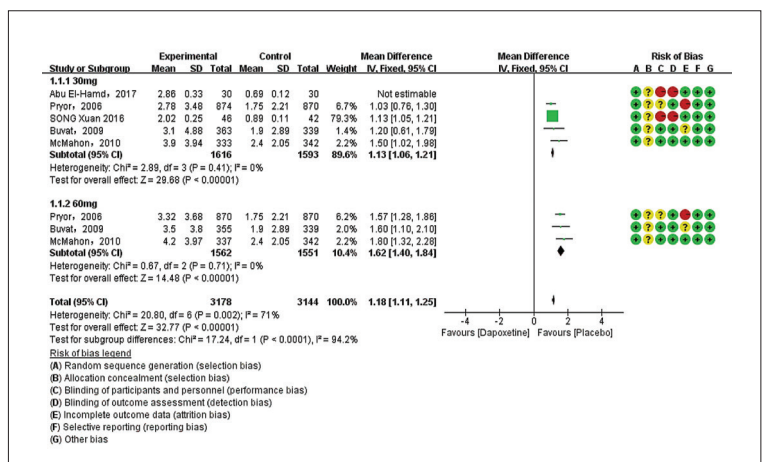 Experimental Control Mean Difference Mean Difference Risk of Bias
Study or Subgroup Mean SD Total Mean SD Total Weight IV, Fixed, 95% CI IV, Fixed, 95% CI A B C D E F G
1.1.1 30mg
Abu El-Hamd, 2017 2.86 0.33 30 0.69 0.12 30 Not estimable + ? - - + + +
Pryor, 2006 2.78 3.48 874 1.75 2.21 870 6.7% 1.03 [0.76, 1.30] + ? ? + - + +
SONG Xuan 2016 2.02 0.25 46 0.89 0.11 42 79.3% 1.13 [1.05, 1.21] + ? - - + + +
Buvat, 2009 3.1 4.88 363 1.9 2.89 339 1.4% 1.20 [0.61, 1.79] + ? + + ? + +
McMahon, 2010 3.9 3.94 333 2.4 2.05 342 2.2% 1.50 [1.02, 1.98] + ? + + + + +
Subtotal (95% CI) 1616 1593 89.6% 1.13 [1.06, 1.21]
Heterogeneity: Chi² = 2.89, df = 3 (P = 0.41); I² = 0%
Test for overall effect: Z = 29.68 (P < 0.00001)
1.1.2 60mg
Pryor, 2006 3.32 3.68 870 1.75 2.21 870 6.2% 1.57 [1.28, 1.86] + ? ? + - + +
Buvat, 2009 3.5 3.8 355 1.9 2.89 339 2.0% 1.60 [1.10, 2.10] + ? + + ? + +
McMahon, 2010 4.2 3.97 337 2.4 2.05 342 2.2% 1.80 [1.32, 2.28] + ? + + + + +
Subtotal (95% CI) 1562 1551 10.4% 1.62 [1.40, 1.84]
Heterogeneity: Chi² = 0.67, df = 2 (P = 0.71); I² = 0%
Test for overall effect: Z = 14.48 (P < 0.00001)
Total (95% CI) 3178 3144 100.0% 1.18 [1.11, 1.25]
Heterogeneity: Chi² = 20.80, df = 6 (P = 0.002); I² = 71%
Test for overall effect: Z = 32.77 (P < 0.00001)
Test for subgroup differences: Chi² = 17.24, df = 1 (P < 0.0001), I² = 94.2%
-4 -2 0 2 4
Favours [Dapoxetine] Favours [Placebo]
Risk of bias legend
(A) Random sequence generation (selection bias)
(B) Allocation concealment (selection bias)
(C) Blinding of participants and personnel (performance bias)
(D) Blinding of outcome assessment (detection bias)
(E) Incomplete outcome data (attrition bias)
(F) Selective reporting (reporting bias)
(G) Other bias